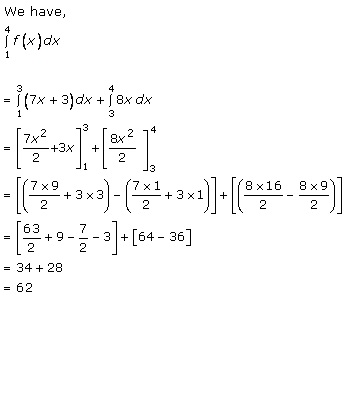 We have,
∫₁⁴ f(x)dx
= ∫₁³ (7x + 3)dx + ∫₃⁴ 8x dx
= [7x²/2 + 3x]₁³ + [8x²/2]₃⁴
= [(7×9/2 + 3×3) − (7×1/2 + 3×1)] + [(8×16/2 − 8×9/2)]
= [63/2 + 9 − 7/2 − 3] + [64 − 36]
= 34 + 28
= 62